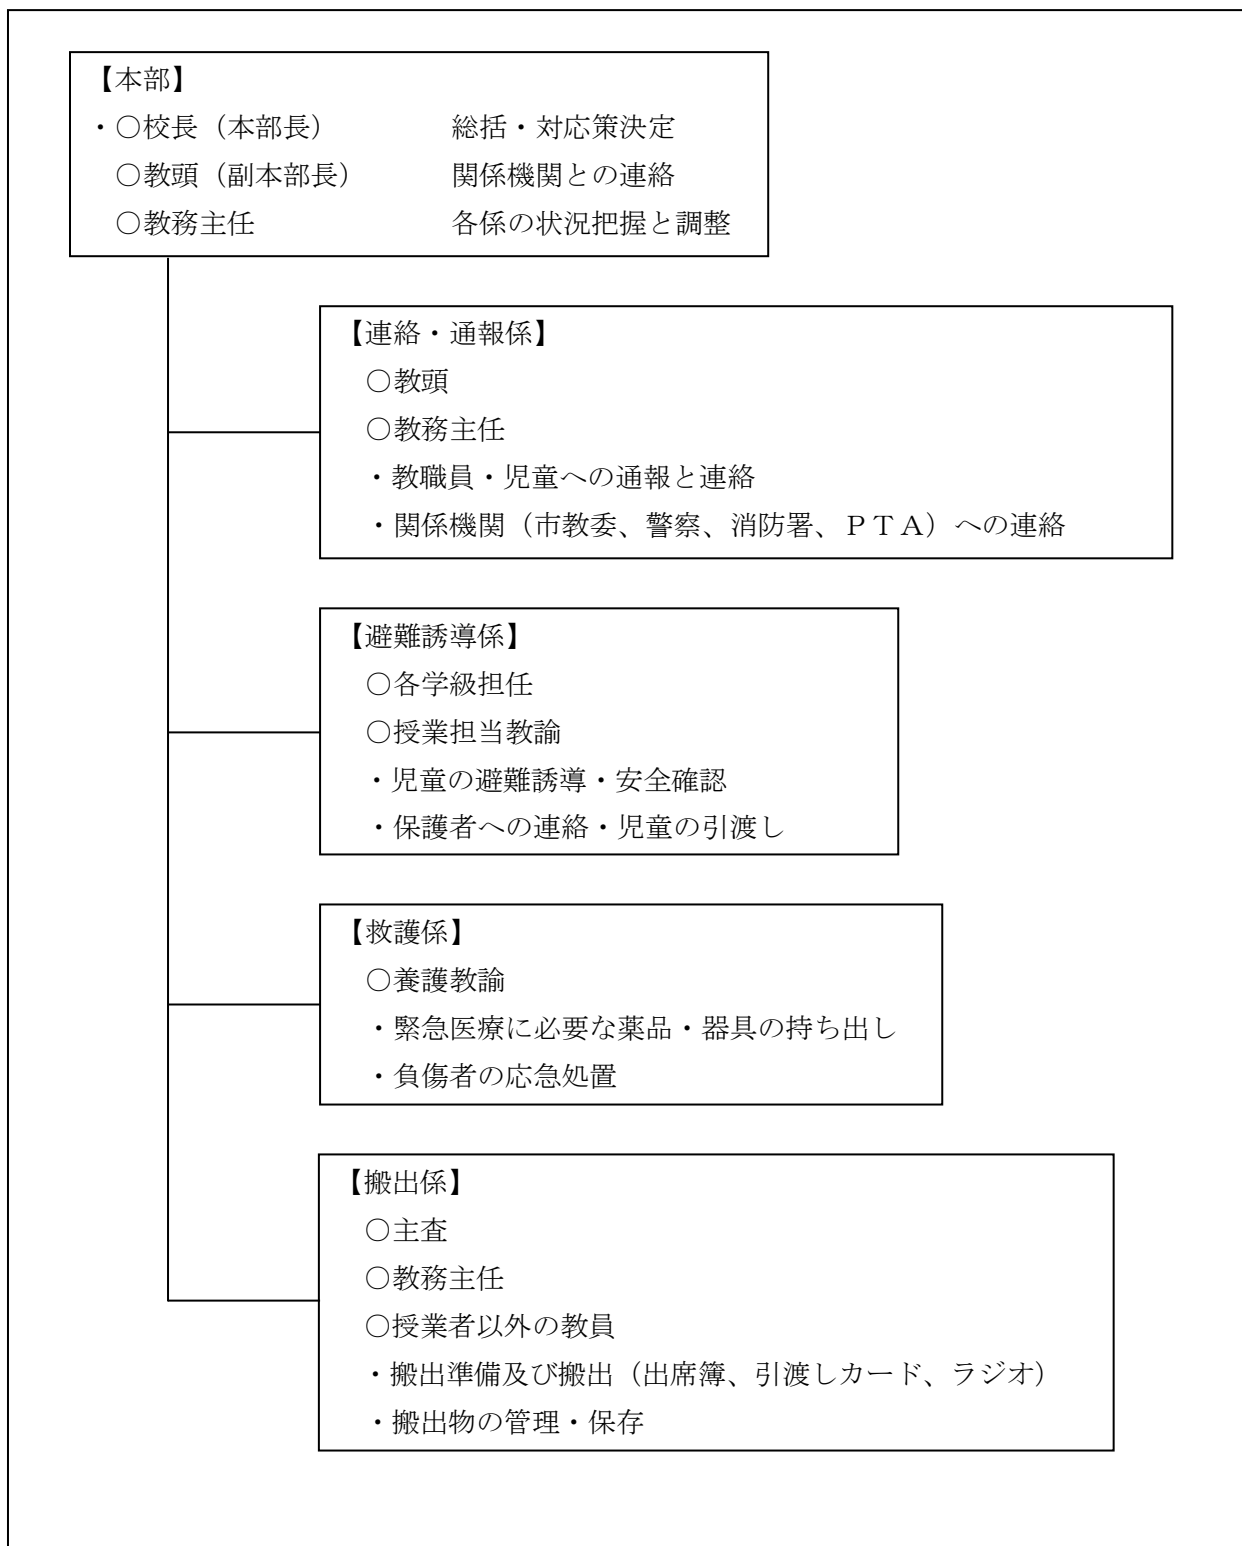 【本部】
・○校長（本部長） 総括・対応策決定
○教頭（副本部長） 関係機関との連絡
○教務主任 各係の状況把握と調整
【連絡・通報係】
○教頭
○教務主任
・教職員・児童への通報と連絡
・関係機関（市教委、警察、消防署、ＰＴＡ）への連絡
【避難誘導係】
○各学級担任
○授業担当教諭
・児童の避難誘導・安全確認
・保護者への連絡・児童の引渡し
【救護係】
○養護教諭
・緊急医療に必要な薬品・器具の持ち出し
・負傷者の応急処置
【搬出係】
○主査
○教務主任
○授業者以外の教員
・搬出準備及び搬出（出席簿、引渡しカード、ラジオ）
・搬出物の管理・保存